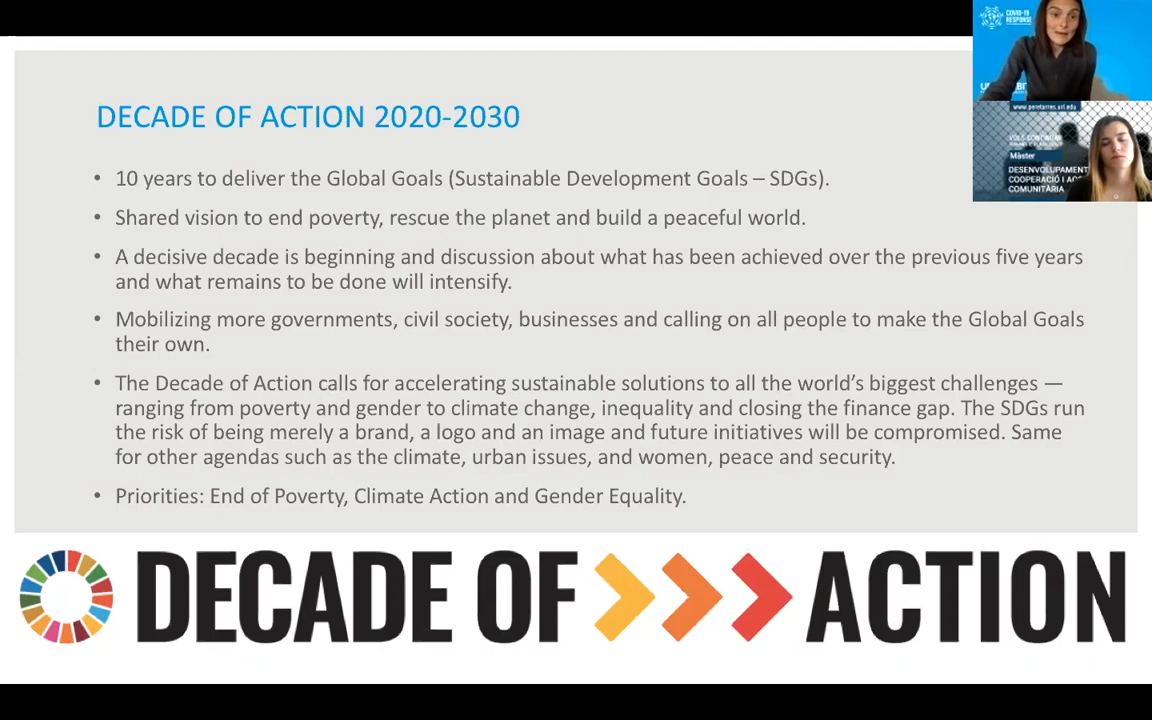 DECADE OF ACTION 2020-2030
• 10 years to deliver the Global Goals (Sustainable Development Goals – SDGs).
• Shared vision to end poverty, rescue the planet and build a peaceful world.
• A decisive decade is beginning and discussion about what has been achieved over the previous five years
and what remains to be done will intensify.
• Mobilizing more governments, civil society, businesses and calling on all people to make the Global Goals
their own.
• The Decade of Action calls for accelerating sustainable solutions to all the world’s biggest challenges —
ranging from poverty and gender to climate change, inequality and closing the finance gap. The SDGs run
the risk of being merely a brand, a logo and an image and future initiatives will be compromised. Same
for other agendas such as the climate, urban issues, and women, peace and security.
• Priorities: End of Poverty, Climate Action and Gender Equality.
DECADE OF ACTION
COVID-19
RESPONSE
www.peretarres.url.edu
Màster
DESENVOLUPAMENT
COOPERACIÓ I
COMUNITÀRIA